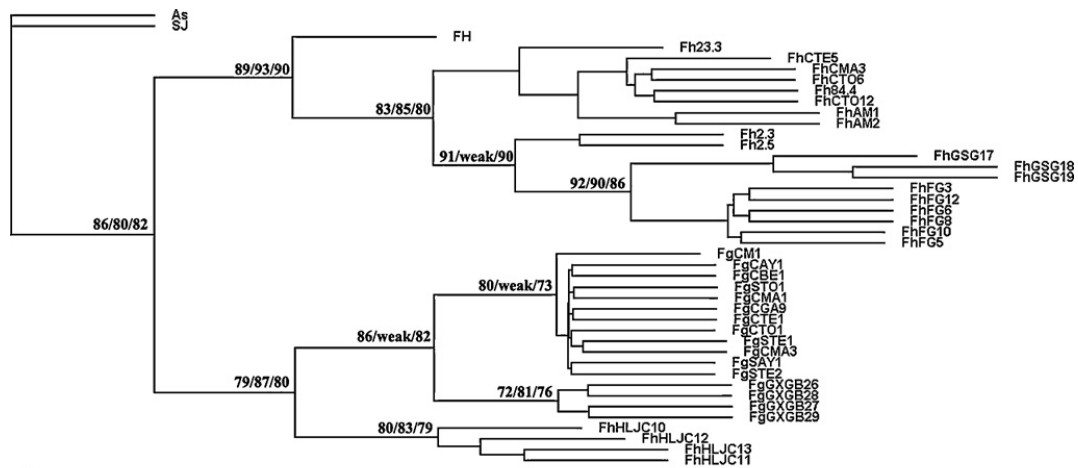 As
SJ
FH
89/93/90
Fh23.3
FhCTE5
FhCMA3
FhCTO6
Fh84.4
FhCTO12
83/85/80
FhAM1
FhAM2
Fh2.3
Fh2.5
91/weak/90
FhGSG17
FhGSG18
FhGSG19
92/90/86
FhFG3
FhFG12
FhFG6
FhFG8
FhFG10
FhFG5
86/80/82
FgCM1
FgCAY1
FgCBE1
80/weak/73
FgSTO1
FgCMA1
FgCGA9
FgCTE1
FgCTO1
86/weak/82
FgSTE1
FgCMA3
FgSAY1
FgSTE2
79/87/80
72/81/76
FgGXGB26
FgGXGB28
FgGXGB27
FgGXGB29
80/83/79
FhHLJC10
FhHLJC12
FhHLJC13
FhHLJC11